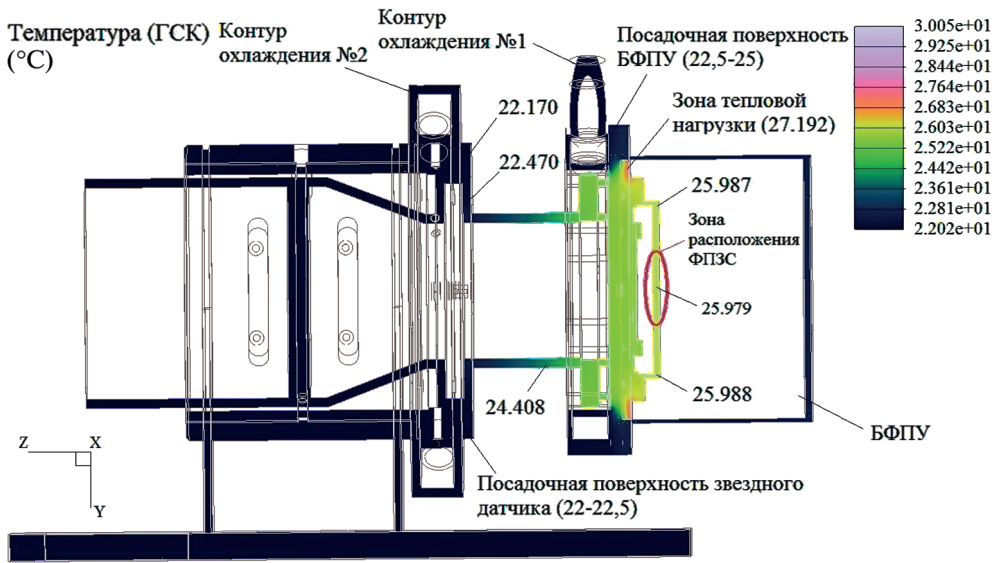 Температура (ГСК)
(°C)
Контур
охлаждения №2
Контур
охлаждения №1
Посадочная поверхность
БФПУ (22,5-25)
Зона тепловой
нагрузки (27.192)
22.170
22.470
25.987
Зона
расположения
ФПЗС
25.979
25.988
24.408
БФПУ
Посадочная поверхность звездного
датчика (22-22,5)
Z
X
Y
3.005e+01
2.925e+01
2.844e+01
2.764e+01
2.683e+01
2.603e+01
2.522e+01
2.442e+01
2.361e+01
2.281e+01
2.202e+01